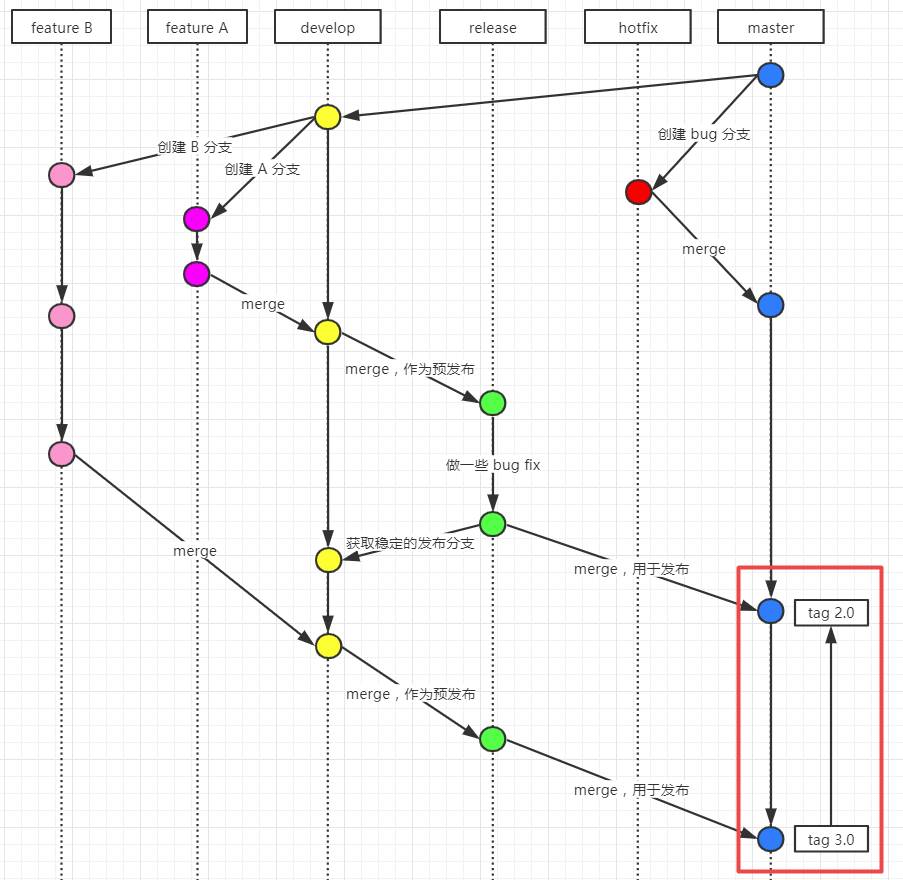 feature B
feature A
develop
release
hotfix
master
创建 bug 分支
创建 B 分支
创建 A 分支
merge
merge
merge，作为预发布
做一些 bug fix
获取稳定的发布分支
merge
merge，用于发布
tag 2.0
merge，作为预发布
merge，用于发布
tag 3.0